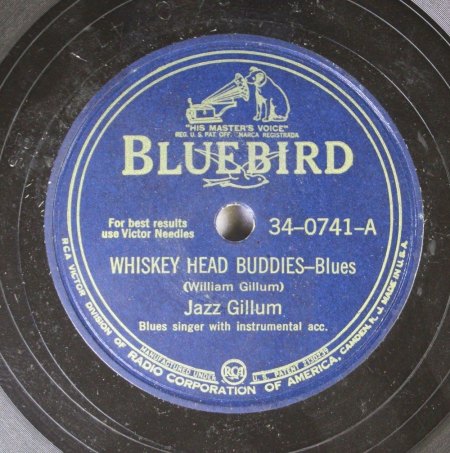 "HIS MASTER'S VOICE"
REG. U. S. PAT. OFF. MARCA REGISTRADA
BLUEBIRD
For best results
use Victor Needles
34-0741-A
WHISKEY HEAD BUDDIES—Blues
(William Gillum)
Jazz Gillum
Blues singer with instrumental acc.
MANUFACTURED UNDER
RCA
U. S. PATENT
RCA VICTOR DIVISION OF RADIO CORPORATION OF AMERICA, CAMDEN, N. J. MADE IN U.S.A.